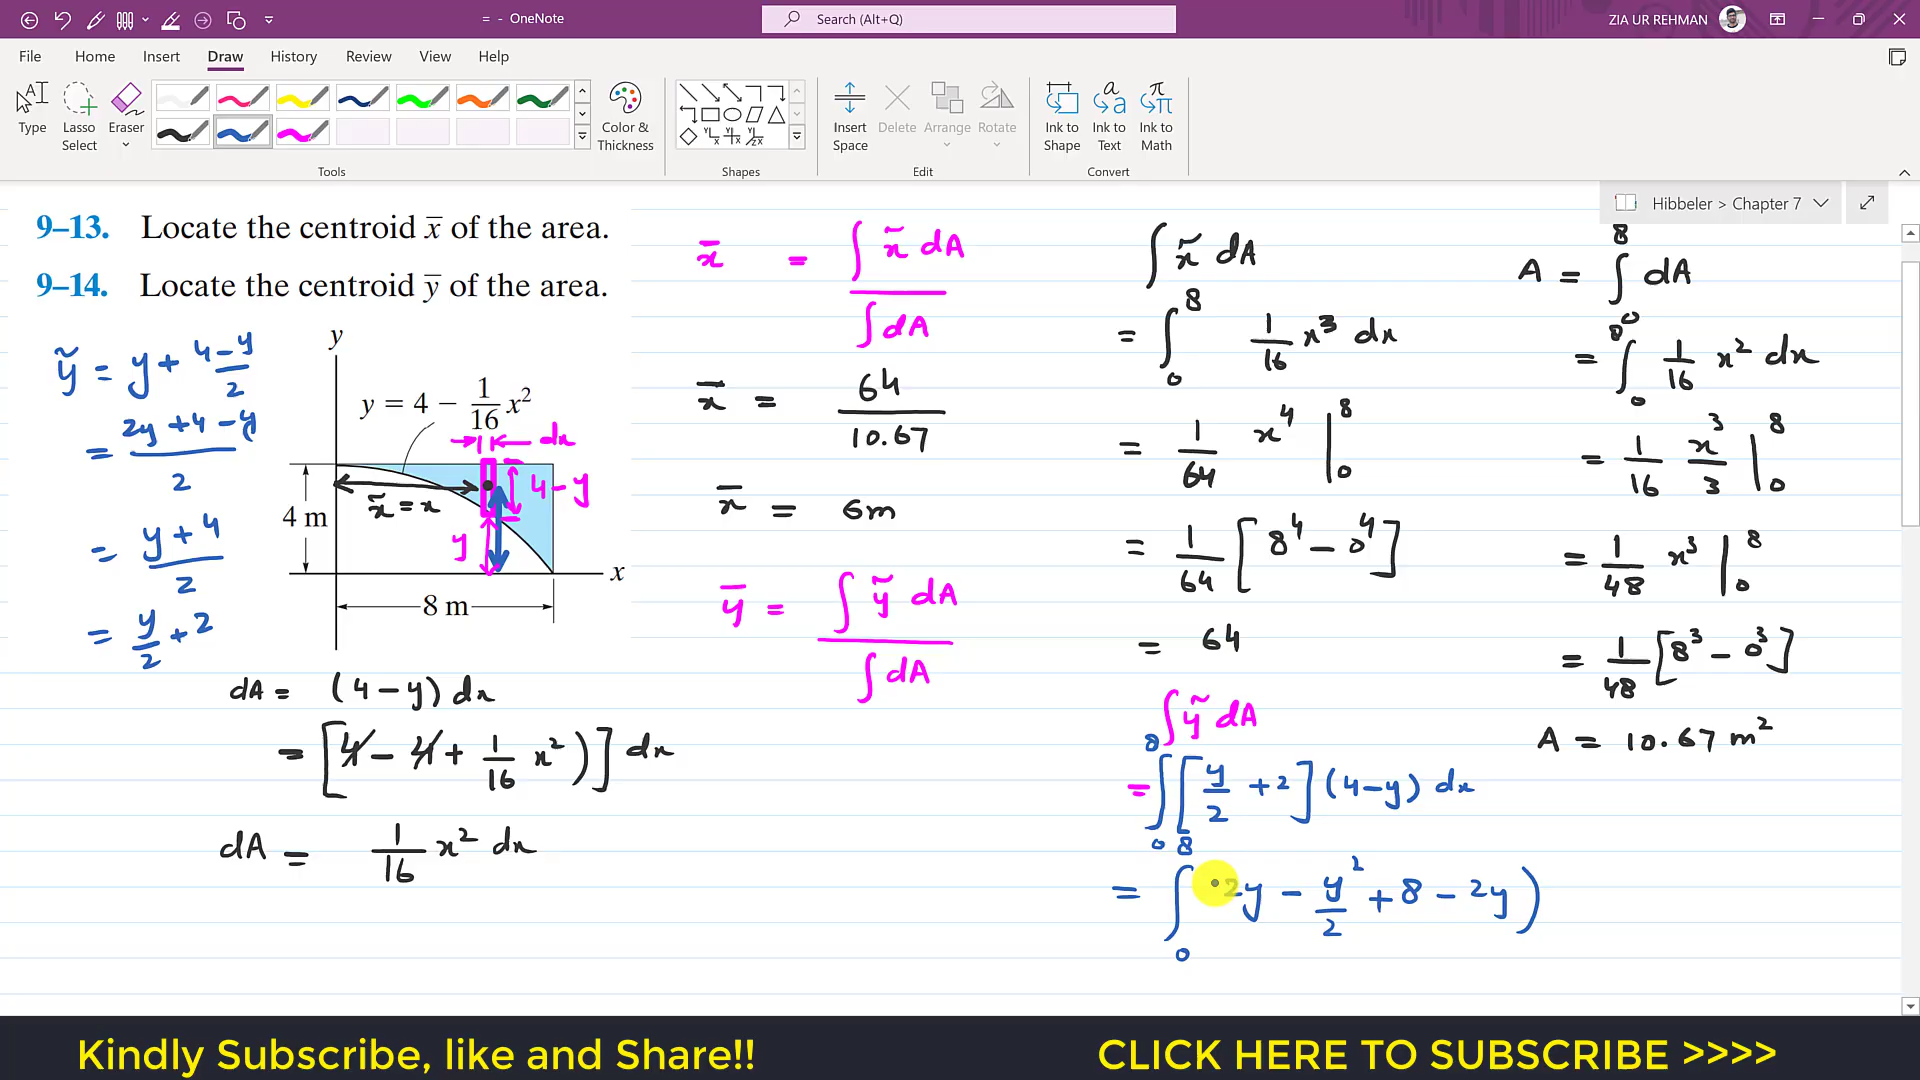 = - OneNote
Search (Alt+Q)
ZIA UR REHMAN
File Home Insert Draw History Review View Help
Type
Lasso Select
Eraser
Color & Thickness
Insert Space
Delete
Arrange
Rotate
Ink to Shape
Ink to Text
Ink to Math
Tools
Shapes
Edit
Convert
Hibbeler > Chapter 7
9–13. Locate the centroid x̄ of the area.
9–14. Locate the centroid ȳ of the area.
ỹ = y + (4-y)/2
= (2y + 4 - y)/2
= (y + 4)/2
= y/2 + 2
y
y = 4 − 1/16 x²
dx
4-y
x̃ = x
y
4 m
x
8 m
dA = (4-y) dx
= [4 - 4 + 1/16 x²)] dx
dA = 1/16 x² dx
x̄ = ∫ x̃ dA / ∫ dA
x̄ = 64 / 10.67
x̄ = 6m
ȳ = ∫ ỹ dA / ∫ dA
∫ x̃ dA
= ∫₀⁸ 1/16 x³ dx
= 1/64 x⁴ |₀⁸
= 1/64 [8⁴ - 0⁴]
= 64
∫ ỹ dA
= ∫₀⁸ [y/2 + 2] (4-y) dx
= ∫₀⁸ 2y - y²/2 + 8 - 2y )
A = ∫₀⁸ dA
= ∫₀⁸ 1/16 x² dx
= 1/16 x³/3 |₀⁸
= 1/48 x³ |₀⁸
= 1/48 [8³ - 0³]
A = 10.67 m²
Kindly Subscribe, like and Share!!
CLICK HERE TO SUBSCRIBE >>>>